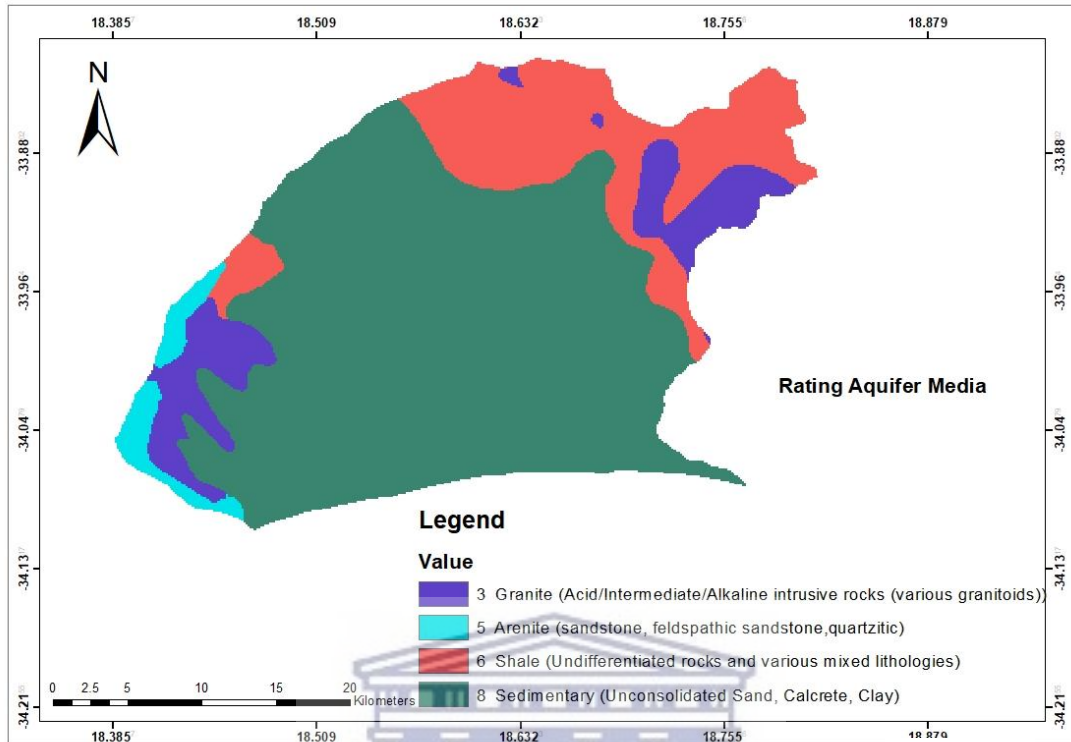 18.385 18.509 18.632 18.755 18.879
N
-33.88 -33.88
-33.96 -33.96
Rating Aquifer Media
-34.04 -34.04
Legend
Value
-34.13 -34.13
3 Granite (Acid/Intermediate/Alkaline intrusive rocks (various granitoids))
5 Arenite (sandstone, feldspathic sandstone,quartzitic)
6 Shale (Undifferentiated rocks and various mixed lithologies)
8 Sedimentary (Unconsolidated Sand, Calcrete, Clay)
0 2.5 5 10 15 20
Kilometers
-34.21 -34.21
18.385 18.509 18.632 18.755 18.879